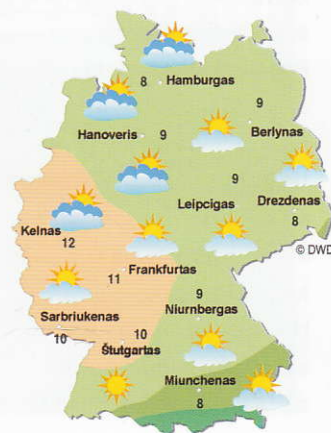 8 Hamburgas
9
Hanoveris 9 Berlynas
9
Leipcigas Drezdenas
8
Kelnas
12
© DWD
11 Frankfurtas
9
Niurnbergas
Sarbriukenas
10 10
Štutgartas
Miunchenas
8